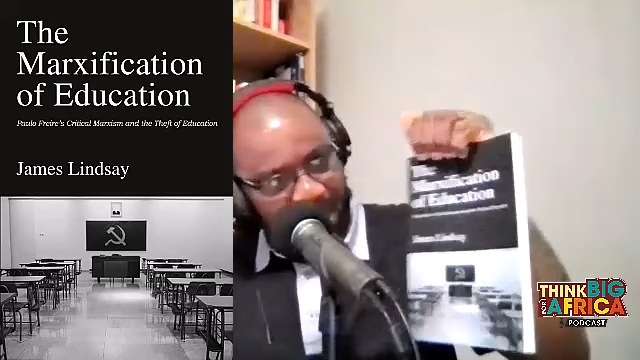 The
Marxification
of Education
Paulo Freire's Critical Marxism and the Theft of Education
James Lindsay
The
Marxification
of Education
James Lindsay
THINK BIG
FOR AFRICA
PODCAST